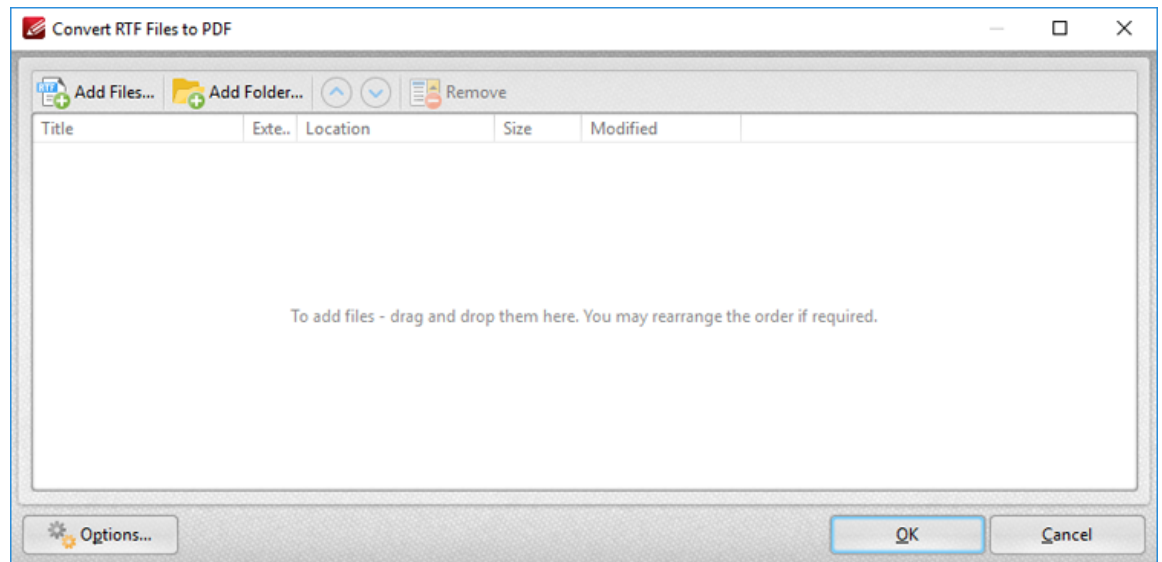 Convert RTF Files to PDF
RTF Add Files... Add Folder... Remove
Title Exte.. Location Size Modified
To add files - drag and drop them here. You may rearrange the order if required.
Options... OK Cancel